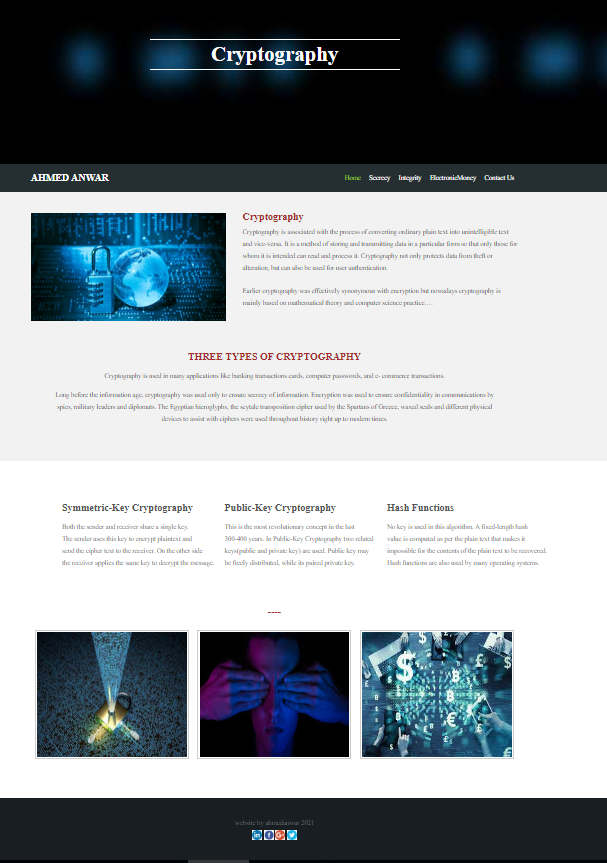 Cryptography
AHMED ANWAR
Home Secrecy Integrity ElectronicMoney Contact Us
Cryptography
Cryptography is associated with the process of converting ordinary plain text into unintelligible text
and vice-versa. It is a method of storing and transmitting data in a particular form so that only those for
whom it is intended can read and process it. Cryptography not only protects data from theft or
alteration, but can also be used for user authentication.
Earlier cryptography was effectively synonymous with encryption but nowadays cryptography is
mainly based on mathematical theory and computer science practice....
THREE TYPES OF CRYPTOGRAPHY
Cryptography is used in many applications like banking transactions cards, computer passwords, and e- commerce transactions.
Long before the information age, cryptography was used only to ensure secrecy of information. Encryption was used to ensure confidentiality in communications by
spies, military leaders and diplomats. The Egyptian hieroglyphs, the scytale transposition cipher used by the Spartans of Greece, waxed seals and different physical
devices to assist with ciphers were used throughout history right up to modern times.
Symmetric-Key Cryptography
Both the sender and receiver share a single key.
The sender uses this key to encrypt plaintext and
send the cipher text to the receiver. On the other side
the receiver applies the same key to decrypt the message.
Public-Key Cryptography
This is the most revolutionary concept in the last
300-400 years. In Public-Key Cryptography two related
keys(public and private key) are used. Public key may
be freely distributed, while its paired private key.
Hash Functions
No key is used in this algorithm. A fixed-length hash
value is computed as per the plain text that makes it
impossible for the contents of the plain text to be recovered.
Hash functions are also used by many operating systems.
----
website by ahmedanwar 2021